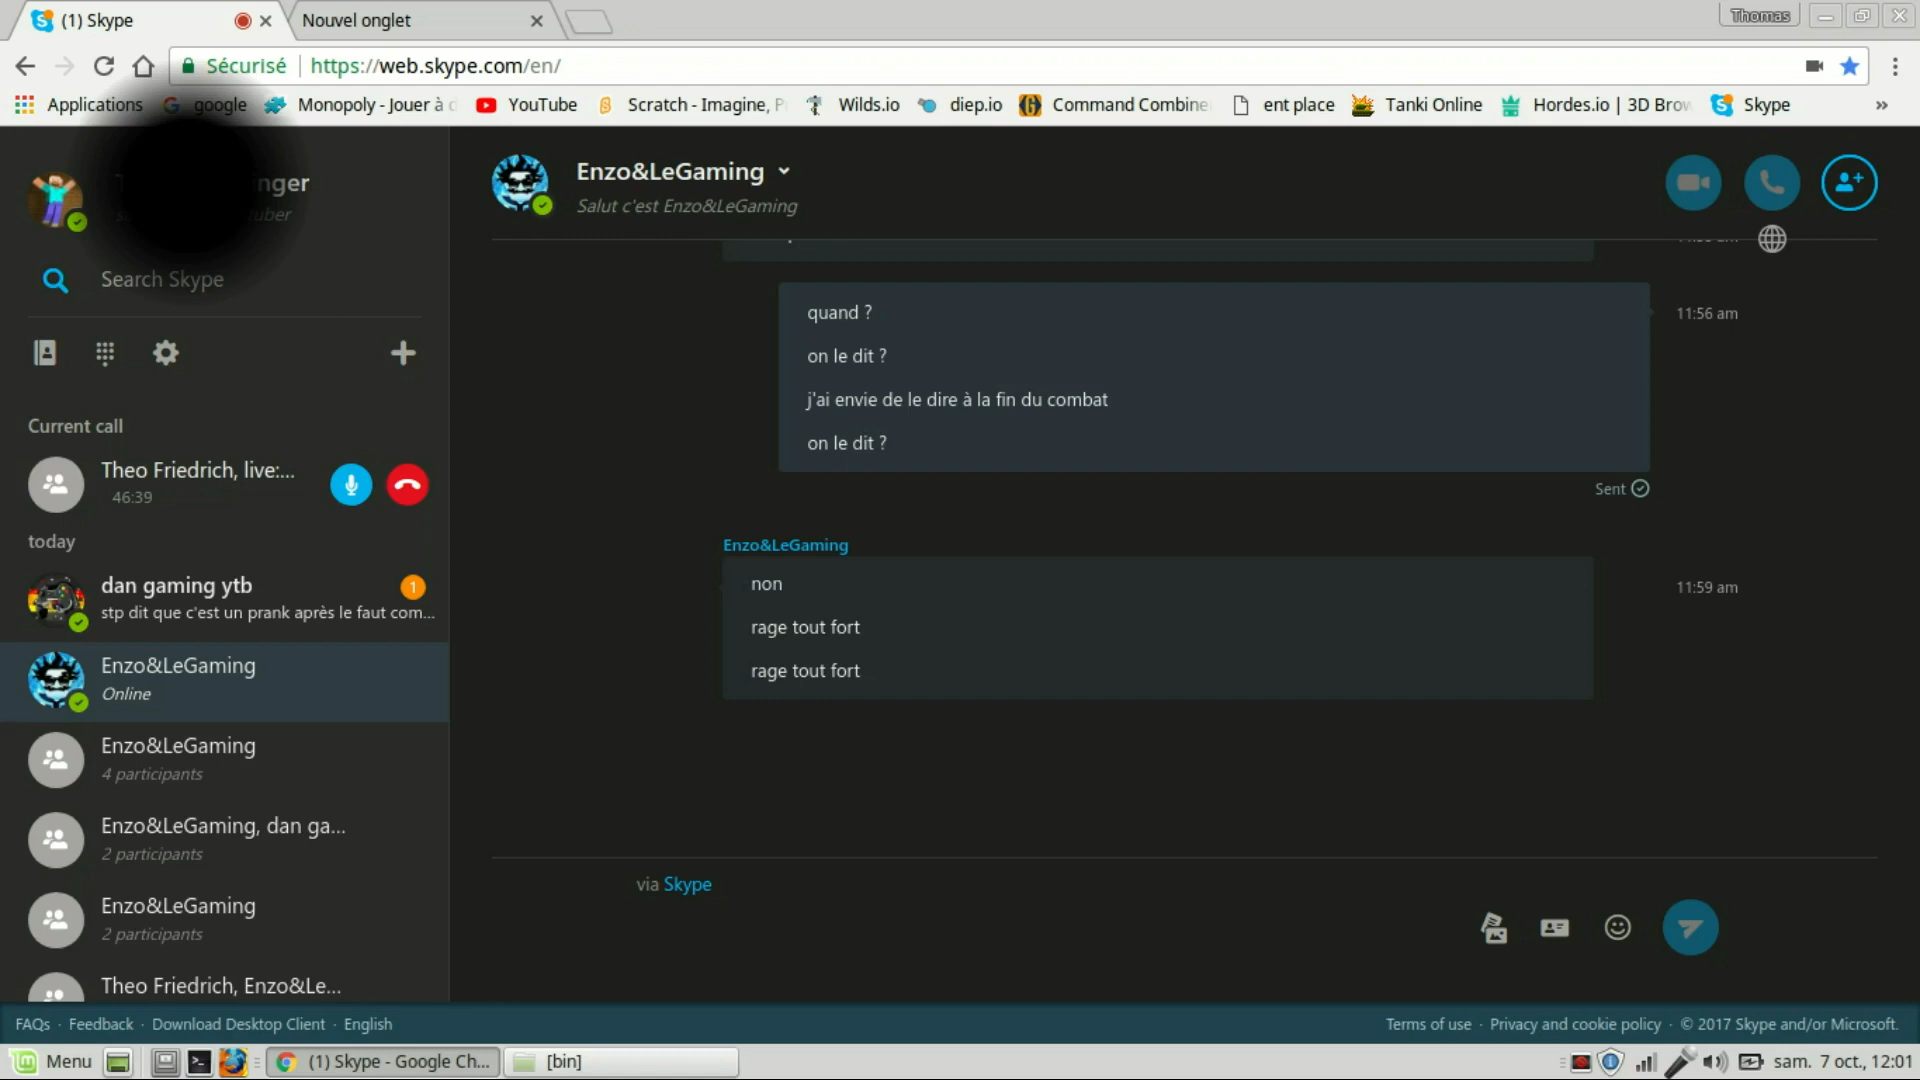 (1) Skype
Nouvel onglet
Thomas
Sécurisé
https://web.skype.com/en/
Applications
google
Monopoly - Jouer à
YouTube
Scratch - Imagine, P
Wilds.io
diep.io
Command Combine
ent place
Tanki Online
Hordes.io | 3D Brow
Skype
»
nger
tuber
Search Skype
Enzo&LeGaming
Salut c'est Enzo&LeGaming
Current call
Theo Friedrich, live:...
46:39
today
dan gaming ytb
1
stp dit que c'est un prank après le faut com...
Enzo&LeGaming
Online
Enzo&LeGaming
4 participants
Enzo&LeGaming, dan ga...
2 participants
Enzo&LeGaming
2 participants
Theo Friedrich, Enzo&Le...
quand ?
11:56 am
on le dit ?
j'ai envie de le dire à la fin du combat
on le dit ?
Sent
Enzo&LeGaming
non
11:59 am
rage tout fort
rage tout fort
via Skype
FAQs · Feedback · Download Desktop Client · English
Terms of use · Privacy and cookie policy · © 2017 Skype and/or Microsoft.
Menu
(1) Skype - Google Ch...
[bin]
sam. 7 oct., 12:01